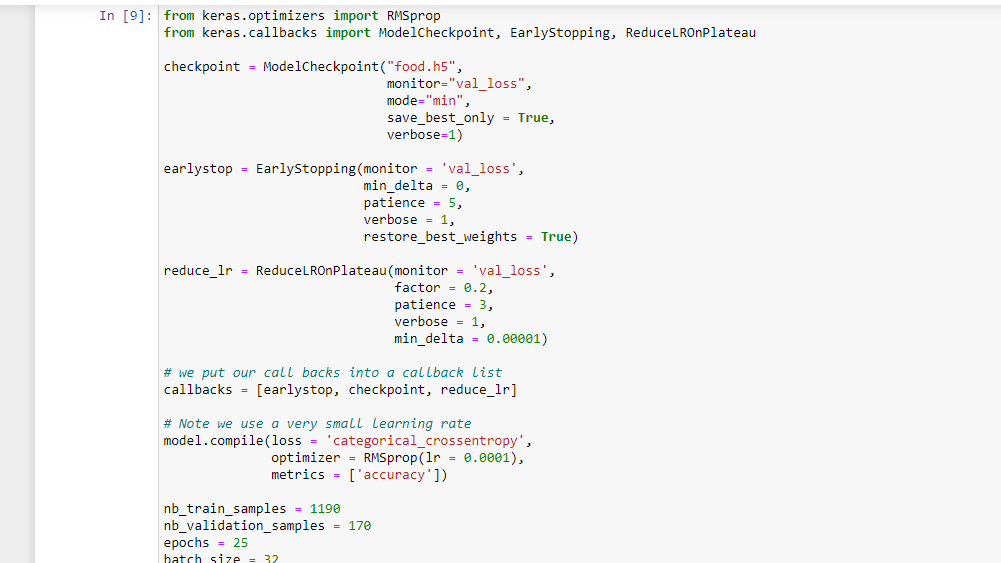 In [9]: from keras.optimizers import RMSprop
from keras.callbacks import ModelCheckpoint, EarlyStopping, ReduceLROnPlateau
checkpoint = ModelCheckpoint("food.h5",
monitor="val_loss",
mode="min",
save_best_only = True,
verbose=1)
earlystop = EarlyStopping(monitor = 'val_loss',
min_delta = 0,
patience = 5,
verbose = 1,
restore_best_weights = True)
reduce_lr = ReduceLROnPlateau(monitor = 'val_loss',
factor = 0.2,
patience = 3,
verbose = 1,
min_delta = 0.00001)
# we put our call backs into a callback list
callbacks = [earlystop, checkpoint, reduce_lr]
# Note we use a very small learning rate
model.compile(loss = 'categorical_crossentropy',
optimizer = RMSprop(lr = 0.0001),
metrics = ['accuracy'])
nb_train_samples = 1190
nb_validation_samples = 170
epochs = 25
batch_size = 32